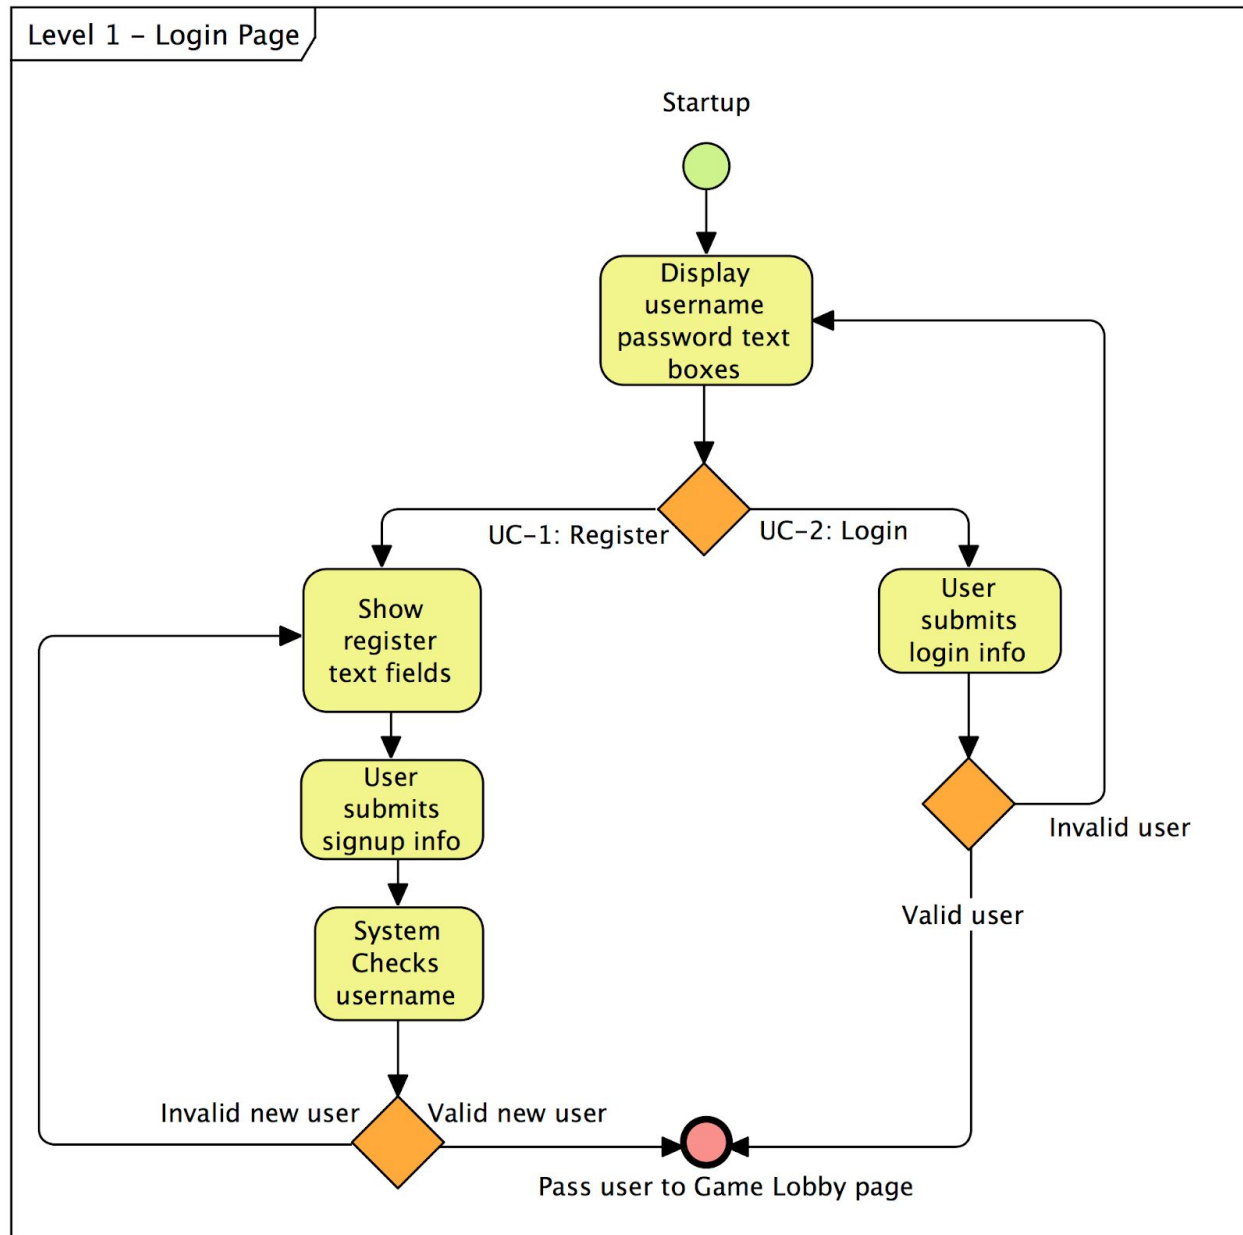 Level 1 – Login Page
Startup
Display
username
password text
boxes
UC-1: Register
UC-2: Login
Show
register
text fields
User
submits
login info
User
submits
signup info
Invalid user
Valid user
System
Checks
username
Invalid new user
Valid new user
Pass user to Game Lobby page